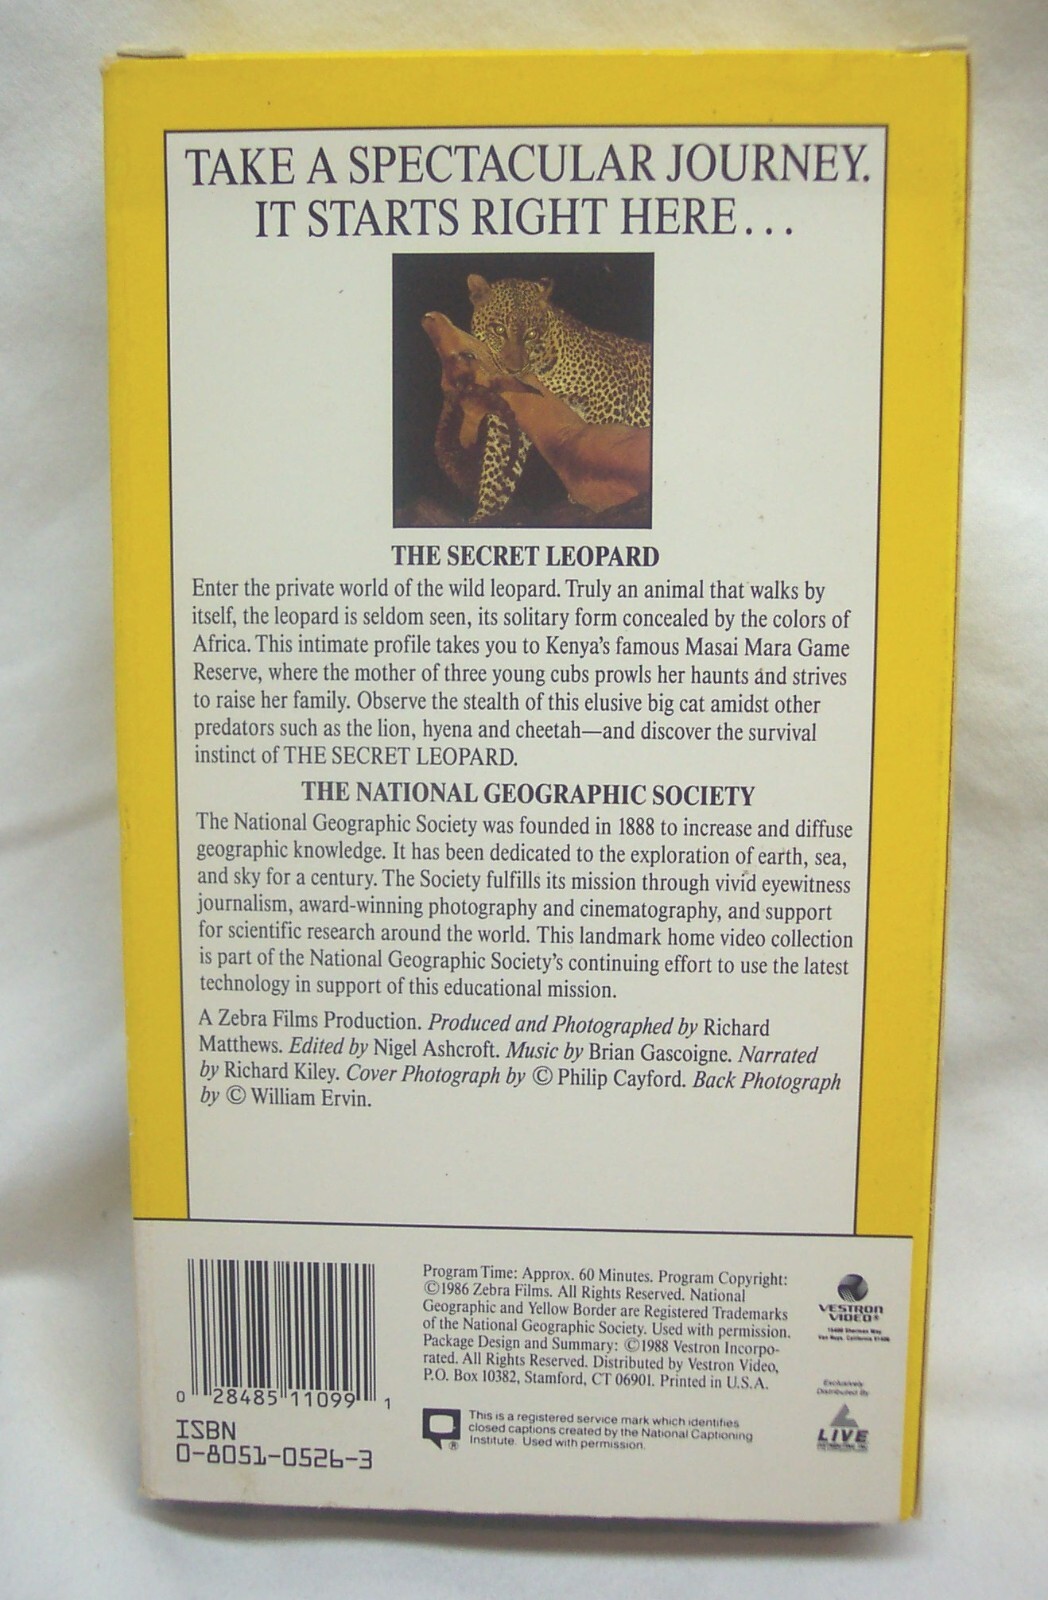 TAKE A SPECTACULAR JOURNEY.
IT STARTS RIGHT HERE...
THE SECRET LEOPARD
Enter the private world of the wild leopard. Truly an animal that walks by
itself, the leopard is seldom seen, its solitary form concealed by the colors of
Africa. This intimate profile takes you to Kenya's famous Masai Mara Game
Reserve, where the mother of three young cubs prowls her haunts and strives
to raise her family. Observe the stealth of this elusive big cat amidst other
predators such as the lion, hyena and cheetah—and discover the survival
instinct of THE SECRET LEOPARD.
THE NATIONAL GEOGRAPHIC SOCIETY
The National Geographic Society was founded in 1888 to increase and diffuse
geographic knowledge. It has been dedicated to the exploration of earth, sea,
and sky for a century. The Society fulfills its mission through vivid eyewitness
journalism, award-winning photography and cinematography, and support
for scientific research around the world. This landmark home video collection
is part of the National Geographic Society's continuing effort to use the latest
technology in support of this educational mission.
A Zebra Films Production. Produced and Photographed by Richard
Matthews. Edited by Nigel Ashcroft. Music by Brian Gascoigne. Narrated
by Richard Kiley. Cover Photograph by © Philip Cayford. Back Photograph
by © William Ervin.
0 28485 11099 1
ISBN
0-8051-0526-3
Program Time: Approx. 60 Minutes. Program Copyright:
©1986 Zebra Films. All Rights Reserved. National
Geographic and Yellow Border are Registered Trademarks
of the National Geographic Society. Used with permission.
Package Design and Summary: ©1988 Vestron Incorpo-
rated. All Rights Reserved. Distributed by Vestron Video,
P.O. Box 10382, Stamford, CT 06901. Printed in U.S.A.
This is a registered service mark which identifies
closed captions created by the National Captioning
Institute. Used with permission.
®
VESTRON
VIDEO®
Exclusively
Distributed By
LIVE